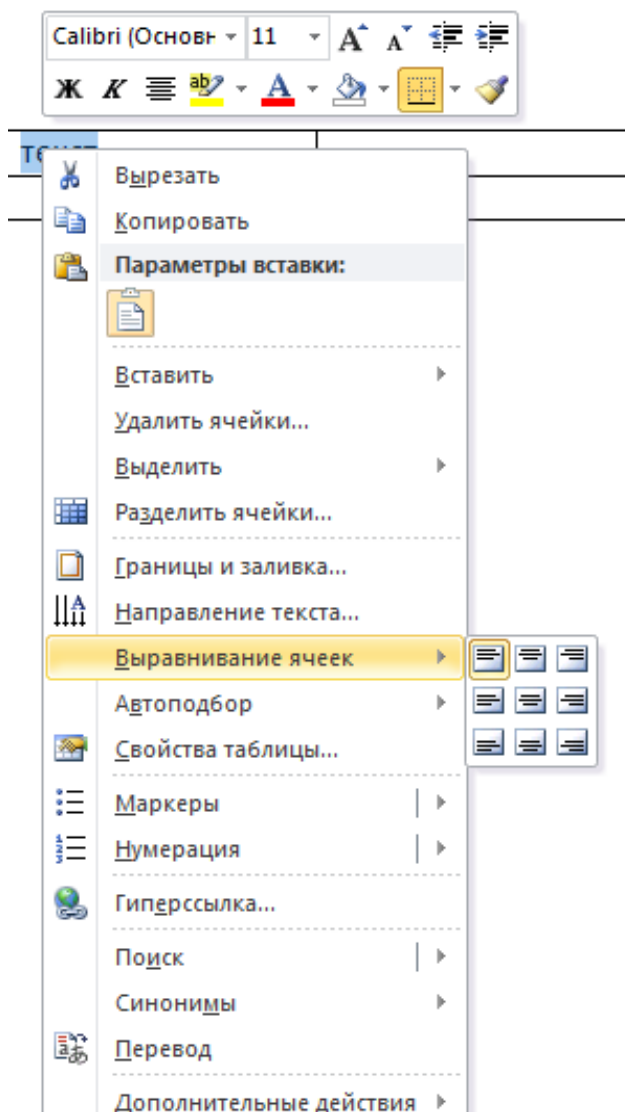 Calibri (Основн 11
Ж К
текст
Вырезать
Копировать
Параметры вставки:
Вставить
Удалить ячейки...
Выделить
Разделить ячейки...
Границы и заливка...
Направление текста...
Выравнивание ячеек
Автоподбор
Свойства таблицы...
Маркеры
Нумерация
Гиперссылка...
Поиск
Синонимы
Перевод
Дополнительные действия